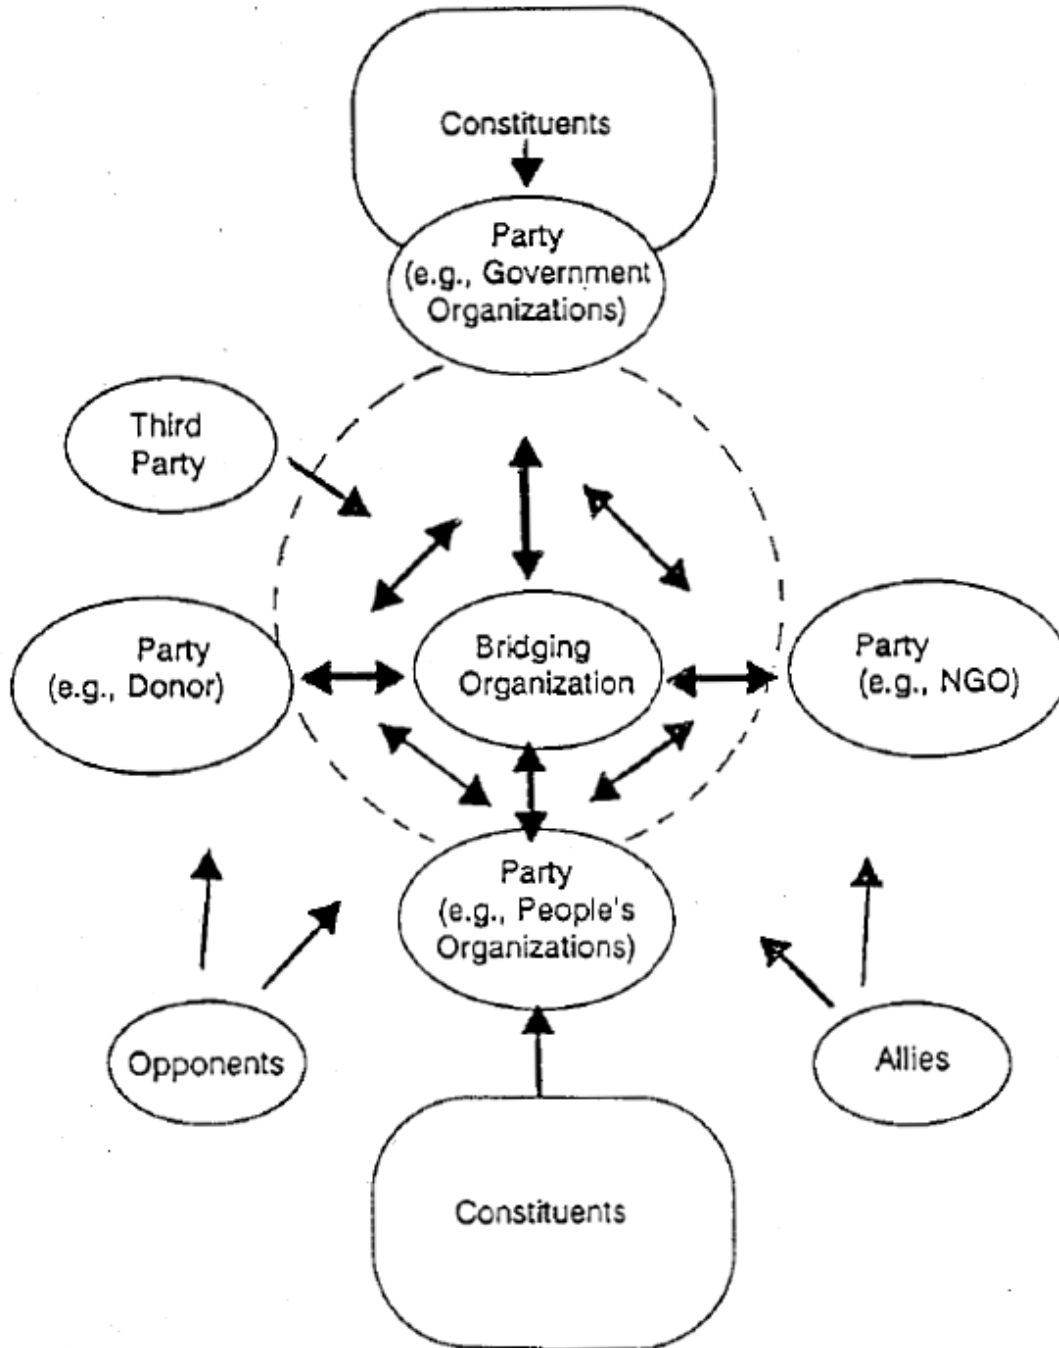 Constituents
Party
(e.g., Government
Organizations)
Third
Party
Party
(e.g., Donor)
Bridging
Organization
Party
(e.g., NGO)
Party
(e.g., People's
Organizations)
Opponents
Allies
Constituents